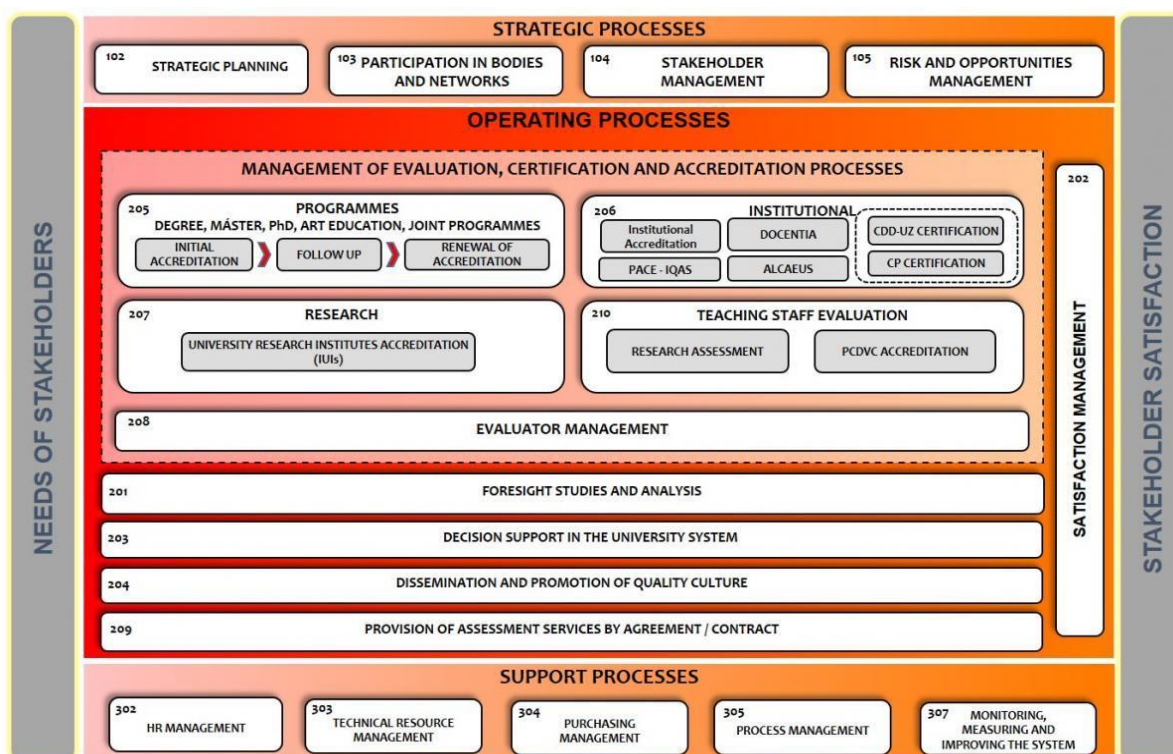 NEEDS OF STAKEHOLDERS
STRATEGIC PROCESSES
102
STRATEGIC PLANNING
103 PARTICIPATION IN BODIES
AND NETWORKS
104
STAKEHOLDER
MANAGEMENT
105
RISK AND OPPORTUNITIES
MANAGEMENT
OPERATING PROCESSES
MANAGEMENT OF EVALUATION, CERTIFICATION AND ACCREDITATION PROCESSES
205
PROGRAMMES
DEGREE, MÁSTER, PhD, ART EDUCATION, JOINT PROGRAMMES
INITIAL
ACCREDITATION
FOLLOW UP
RENEWAL OF
ACCREDITATION
206
INSTITUTIONAL
Institutional
Accreditation
DOCENTIA
CDD-UZ CERTIFICATION
PACE - IQAS
ALCAEUS
CP CERTIFICATION
207
RESEARCH
UNIVERSITY RESEARCH INSTITUTES ACCREDITATION
(IUIs)
210
TEACHING STAFF EVALUATION
RESEARCH ASSESSMENT
PCDVC ACCREDITATION
208
EVALUATOR MANAGEMENT
201
FORESIGHT STUDIES AND ANALYSIS
203
DECISION SUPPORT IN THE UNIVERSITY SYSTEM
204
DISSEMINATION AND PROMOTION OF QUALITY CULTURE
209
PROVISION OF ASSESSMENT SERVICES BY AGREEMENT / CONTRACT
202
SATISFACTION MANAGEMENT
SUPPORT PROCESSES
302
HR MANAGEMENT
303
TECHNICAL RESOURCE
MANAGEMENT
304
PURCHASING
MANAGEMENT
305
PROCESS MANAGEMENT
307
MONITORING,
MEASURING AND
IMPROVING THE SYSTEM
STAKEHOLDER SATISFACTION